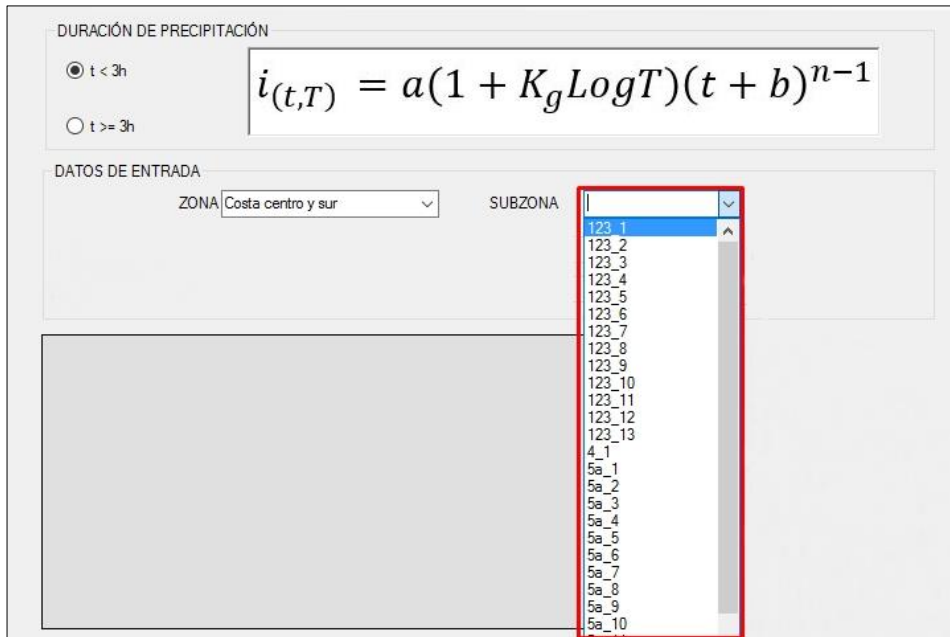 DURACIÓN DE PRECIPITACIÓN
t < 3h
i(t,T) = a(1 + KgLogT)(t + b)n−1
t >= 3h
DATOS DE ENTRADA
ZONA Costa centro y sur SUBZONA
123_1
123_2
123_3
123_4
123_5
123_6
123_7
123_8
123_9
123_10
123_11
123_12
123_13
4_1
5a_1
5a_2
5a_3
5a_4
5a_5
5a_6
5a_7
5a_8
5a_9
5a_10